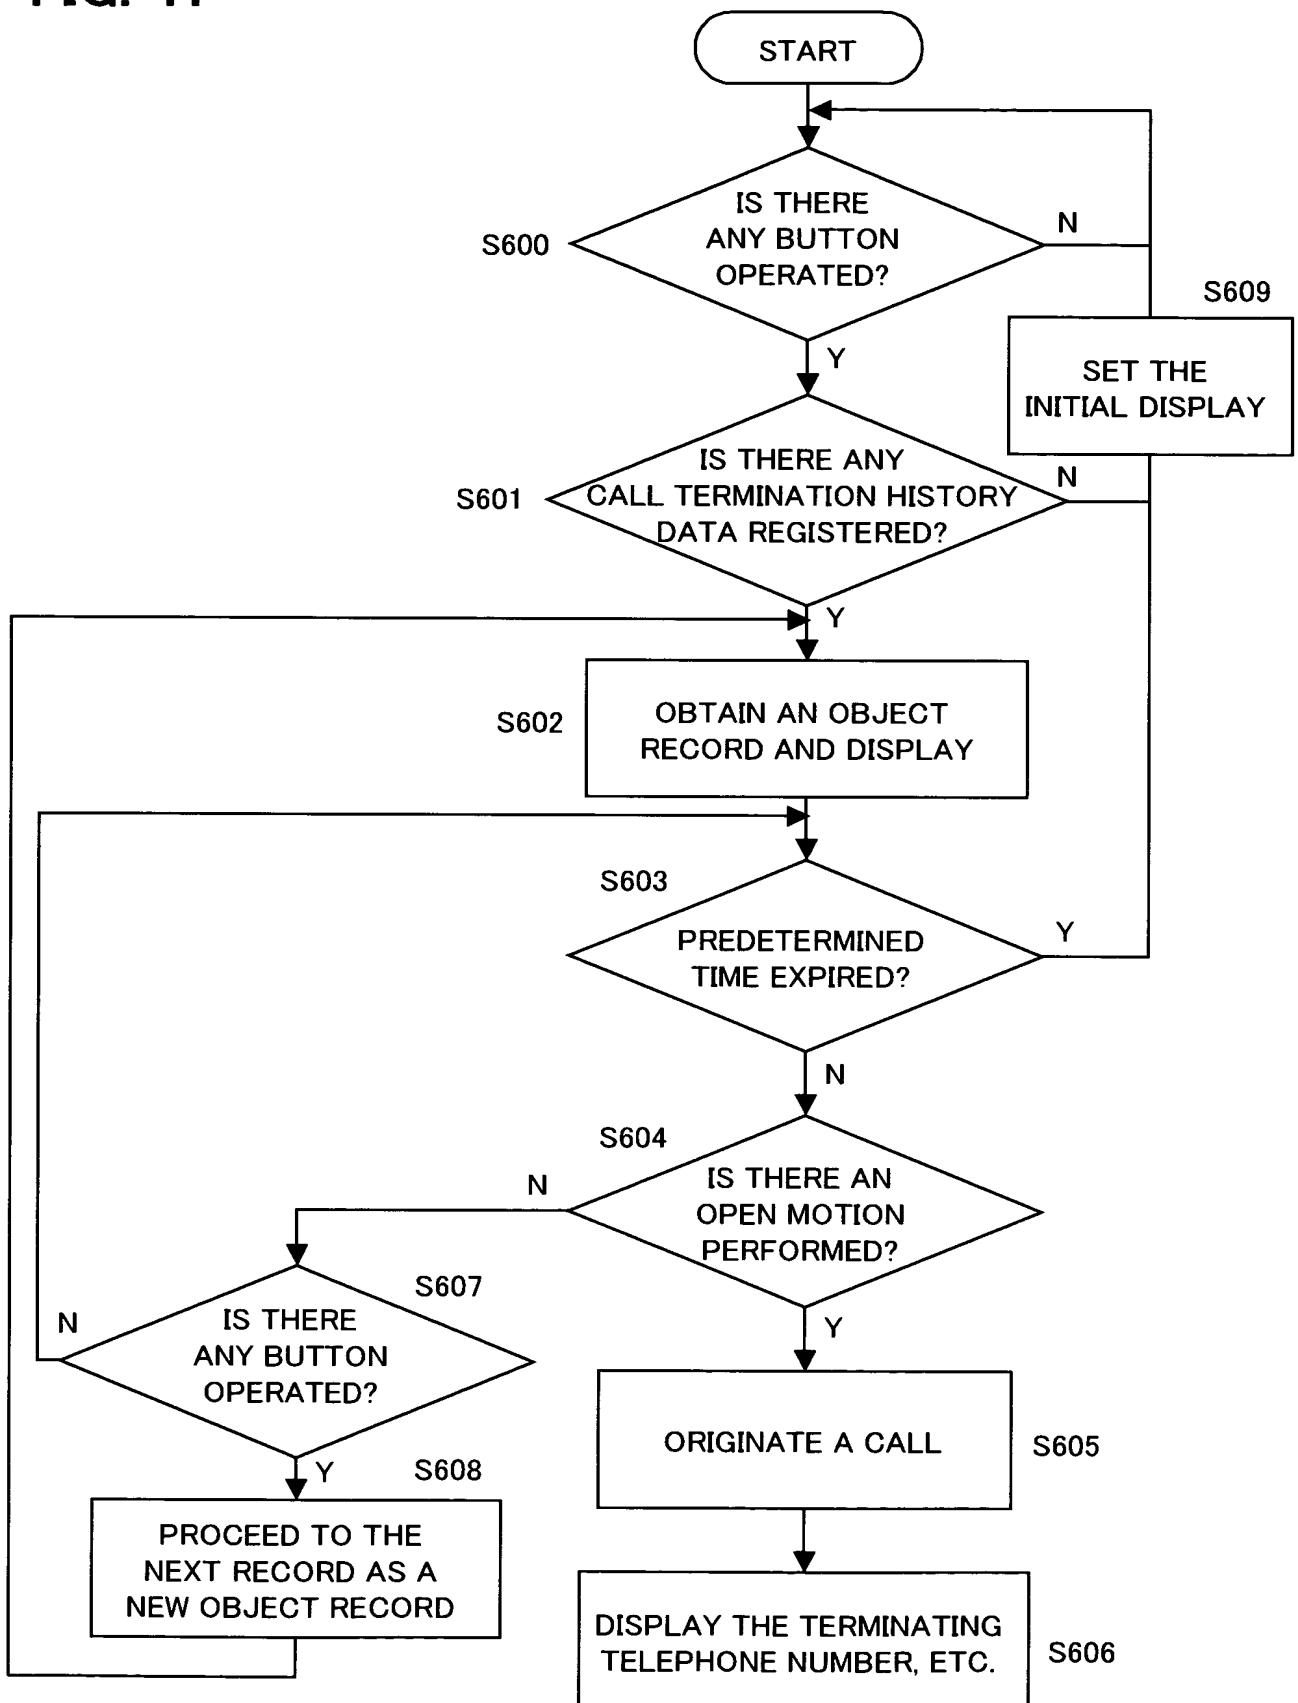 START
IS THERE
ANY BUTTON
OPERATED?
N
S600
S609
Y
SET THE
INITIAL DISPLAY
IS THERE ANY
CALL TERMINATION HISTORY
DATA REGISTERED?
N
S601
Y
OBTAIN AN OBJECT
RECORD AND DISPLAY
S602
S603
PREDETERMINED
TIME EXPIRED?
Y
N
S604
IS THERE AN
OPEN MOTION
PERFORMED?
N
S607
IS THERE
ANY BUTTON
OPERATED?
N
Y
ORIGINATE A CALL
S605
Y
S608
PROCEED TO THE
NEXT RECORD AS A
NEW OBJECT RECORD
DISPLAY THE TERMINATING
TELEPHONE NUMBER, ETC.
S606